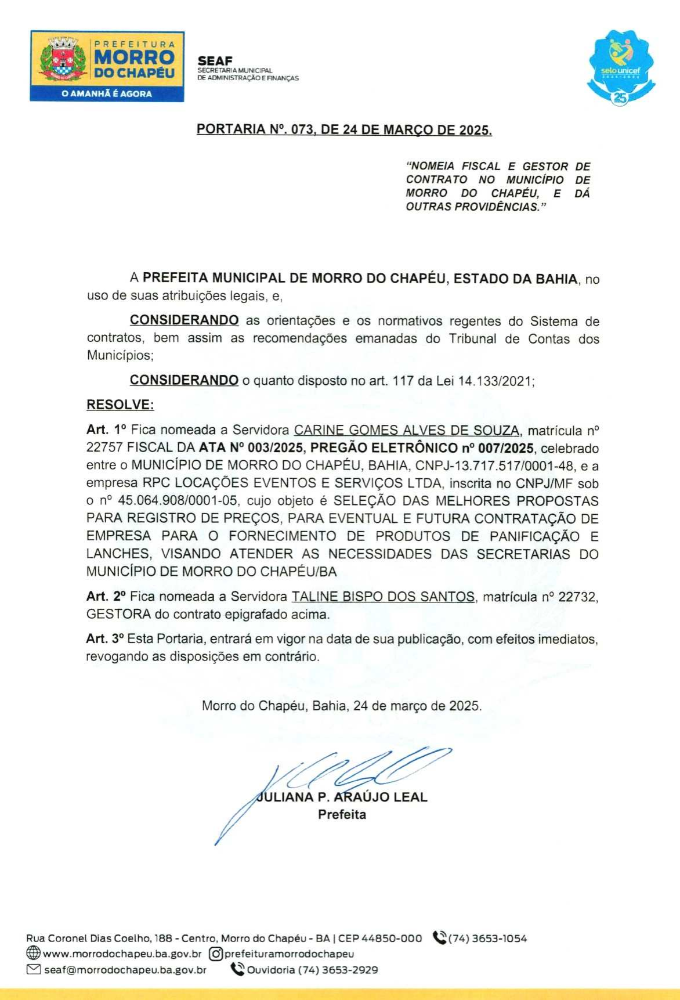 PREFEITURA
MORRO
DO CHAPÉU
O AMANHÃ É AGORA
SEAF
SECRETARIA MUNICIPAL
DE ADMINISTRAÇÃO E FINANÇAS
selo unicef
2021-2024
25
PORTARIA Nº. 073, DE 24 DE MARÇO DE 2025.
“NOMEIA FISCAL E GESTOR DE
CONTRATO NO MUNICÍPIO DE
MORRO DO CHAPÉU, E DÁ
OUTRAS PROVIDÊNCIAS.”
A PREFEITA MUNICIPAL DE MORRO DO CHAPÉU, ESTADO DA BAHIA, no
uso de suas atribuições legais, e,
CONSIDERANDO as orientações e os normativos regentes do Sistema de
contratos, bem assim as recomendações emanadas do Tribunal de Contas dos
Municípios;
CONSIDERANDO o quanto disposto no art. 117 da Lei 14.133/2021;
RESOLVE:
Art. 1º Fica nomeada a Servidora CARINE GOMES ALVES DE SOUZA, matrícula nº
22757 FISCAL DA ATA Nº 003/2025, PREGÃO ELETRÔNICO nº 007/2025, celebrado
entre o MUNICÍPIO DE MORRO DO CHAPÉU, BAHIA, CNPJ-13.717.517/0001-48, e a
empresa RPC LOCAÇÕES EVENTOS E SERVIÇOS LTDA, inscrita no CNPJ/MF sob
o nº 45.064.908/0001-05, cujo objeto é SELEÇÃO DAS MELHORES PROPOSTAS
PARA REGISTRO DE PREÇOS, PARA EVENTUAL E FUTURA CONTRATAÇÃO DE
EMPRESA PARA O FORNECIMENTO DE PRODUTOS DE PANIFICAÇÃO E
LANCHES, VISANDO ATENDER AS NECESSIDADES DAS SECRETARIAS DO
MUNICÍPIO DE MORRO DO CHAPÉU/BA
Art. 2º Fica nomeada a Servidora TALINE BISPO DOS SANTOS, matrícula nº 22732,
GESTORA do contrato epigrafado acima.
Art. 3º Esta Portaria, entrará em vigor na data de sua publicação, com efeitos imediatos,
revogando as disposições em contrário.
Morro do Chapéu, Bahia, 24 de março de 2025.
JULIANA P. ARAÚJO LEAL
Prefeita
Rua Coronel Dias Coelho, 188 - Centro, Morro do Chapéu - BA | CEP 44850-000 (74) 3653-1054
www.morrodochapeu.ba.gov.br prefeituramorrodochapeu
seaf@morrodochapeu.ba.gov.br Ouvidoria (74) 3653-2929